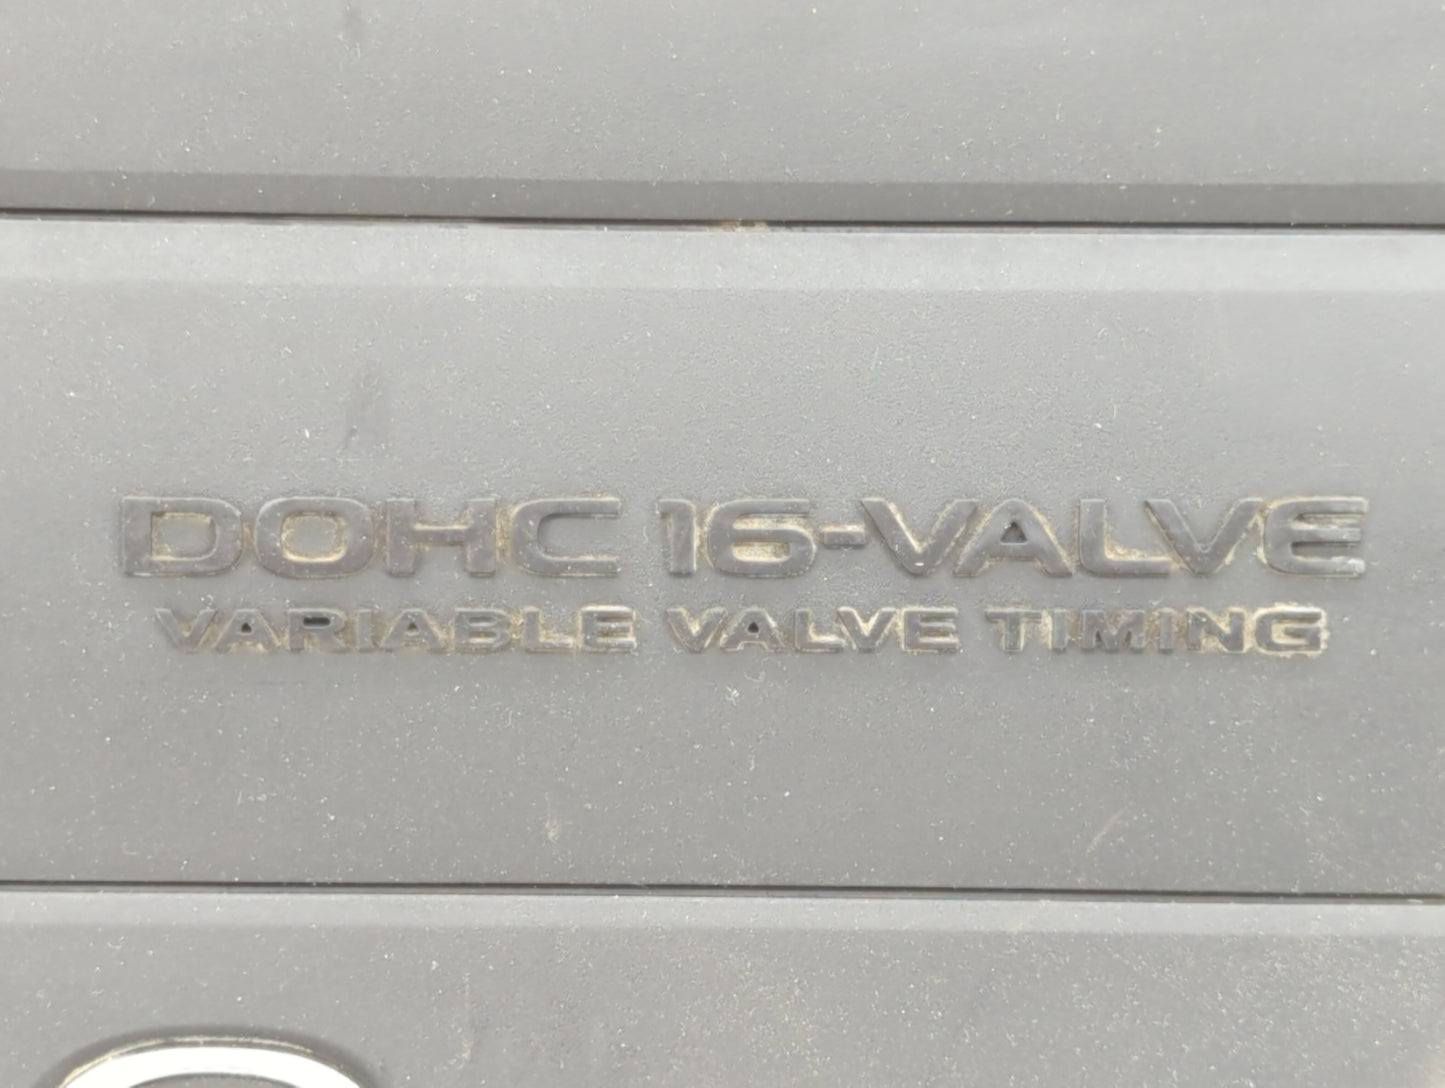 DOHC 16-VALVE
VARIABLE VALVE TIMING